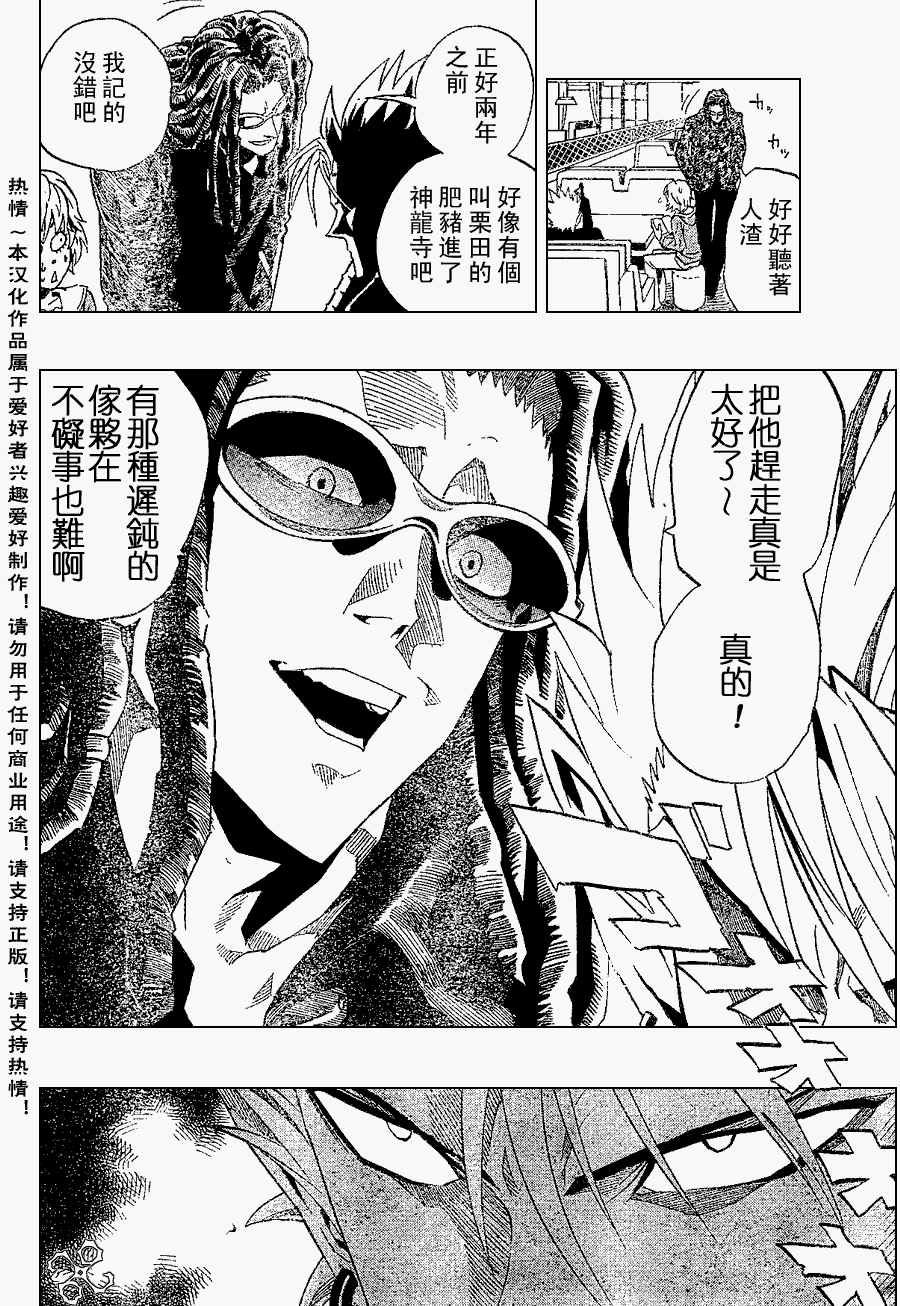 好好聽著
人渣
カッ
カッ
正好兩年
之前
好像有個
叫栗田的
肥豬進了
神龍寺吧
我記的
沒錯吧
把他趕走真是
太好了～
真的！
有那種遲鈍的
傢夥在
不礙事也難啊
热情～本汉化作品属于爱好者兴趣爱好制作！请勿用于任何商业用途！请支持正版！请支持热情！